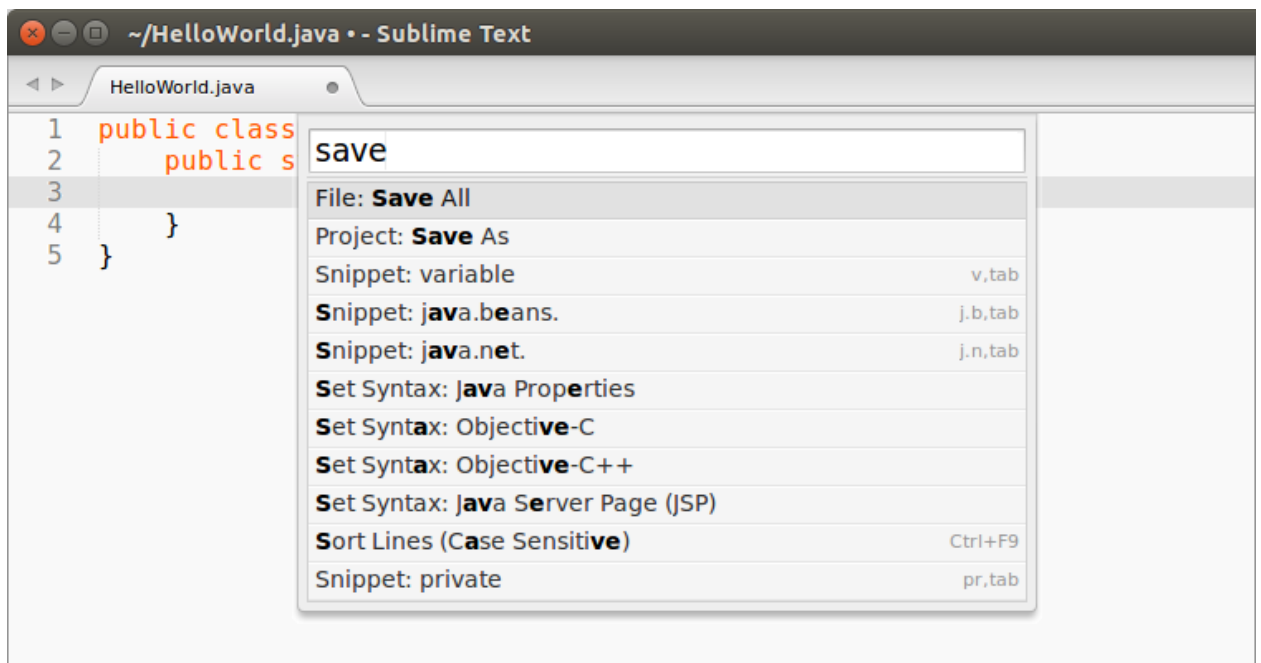 ~/HelloWorld.java • - Sublime Text
HelloWorld.java
1 public class
2 public s
3
4 }
5 }
save
File: Save All
Project: Save As
Snippet: variable v,tab
Snippet: java.beans. j.b,tab
Snippet: java.net. j.n,tab
Set Syntax: Java Properties
Set Syntax: Objective-C
Set Syntax: Objective-C++
Set Syntax: Java Server Page (JSP)
Sort Lines (Case Sensitive) Ctrl+F9
Snippet: private pr,tab